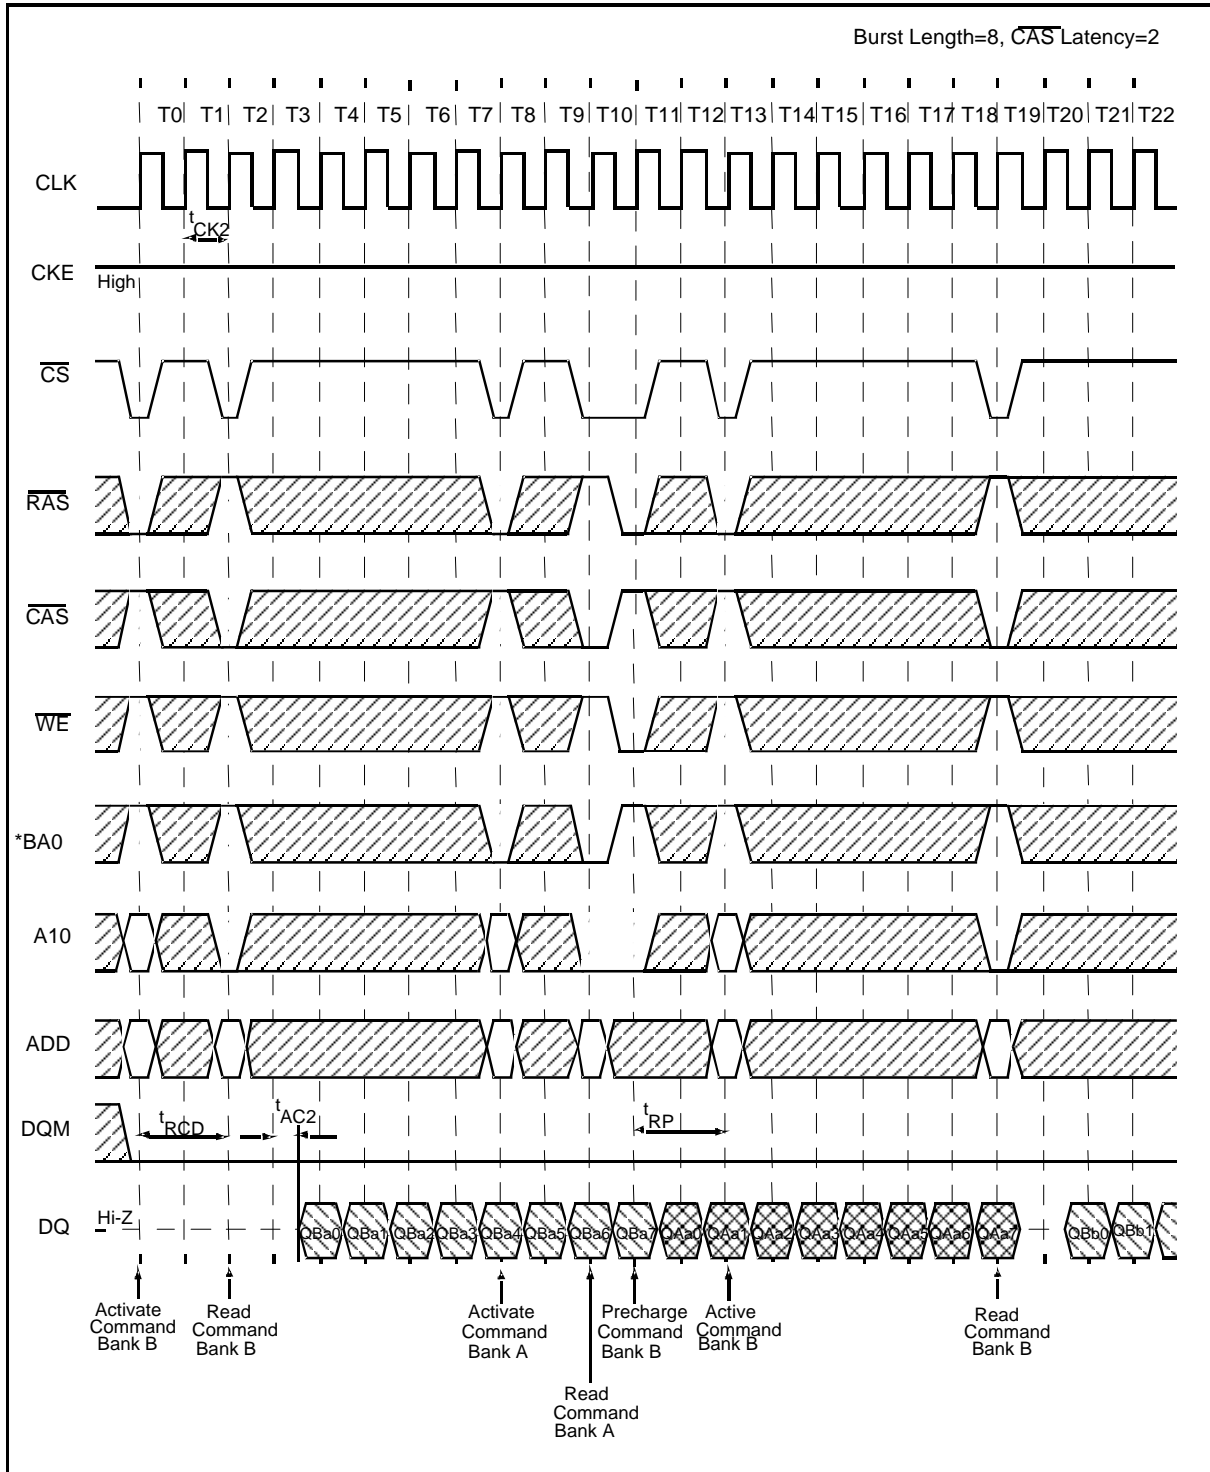 Burst Length=8, CAS Latency=2
T0 T1 T2 T3 T4 T5 T6 T7 T8 T9 T10 T11 T12 T13 T14 T15 T16 T17 T18 T19 T20 T21 T22
CLK
tCK2
CKE
High
CS
RAS
CAS
WE
*BA0
A10
ADD
DQM
tRCD
tAC2
tRP
DQ
Hi-Z
QBa0 QBa1 QBa2 QBa3 QBa4 QBa5 QBa6 QBa7 QAa0 QAa1 QAa2 QAa3 QAa4 QAa5 QAa6 QAa7 QBb0 QBb1
Activate
Command
Bank B
Read
Command
Bank B
Activate
Command
Bank A
Read
Command
Bank A
Precharge
Command
Bank B
Active
Command
Bank B
Read
Command
Bank B